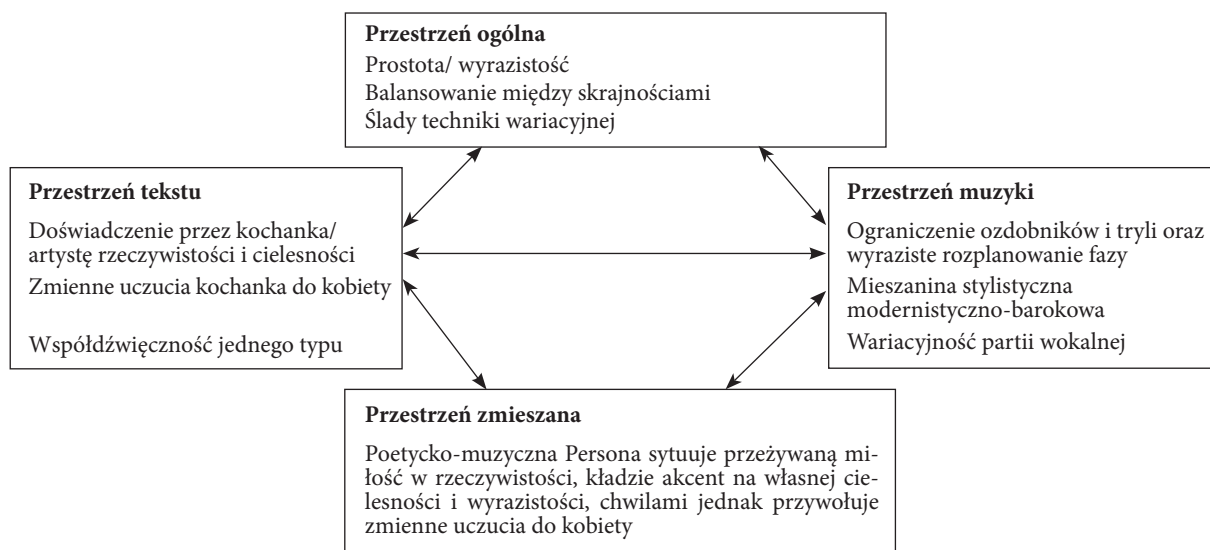 Przestrzeń ogólna
Prostota/ wyrazistość
Balansowanie między skrajnościami
Ślady techniki wariacyjnej
Przestrzeń tekstu
Doświadczenie przez kochanka/
artystę rzeczywistości i cielesności
Zmienne uczucia kochanka do kobiety
Współdźwięczność jednego typu
Przestrzeń muzyki
Ograniczenie ozdobników i tryli oraz
wyraziste rozplanowanie fazy
Mieszanina stylistyczna
modernistyczno-barokowa
Wariacyjność partii wokalnej
Przestrzeń zmieszana
Poetycko-muzyczna Persona sytuuje przeżywaną mi-
łość w rzeczywistości, kładzie akcent na własnej cie-
lesności i wyrazistości, chwilami jednak przywołuje
zmienne uczucia do kobiety